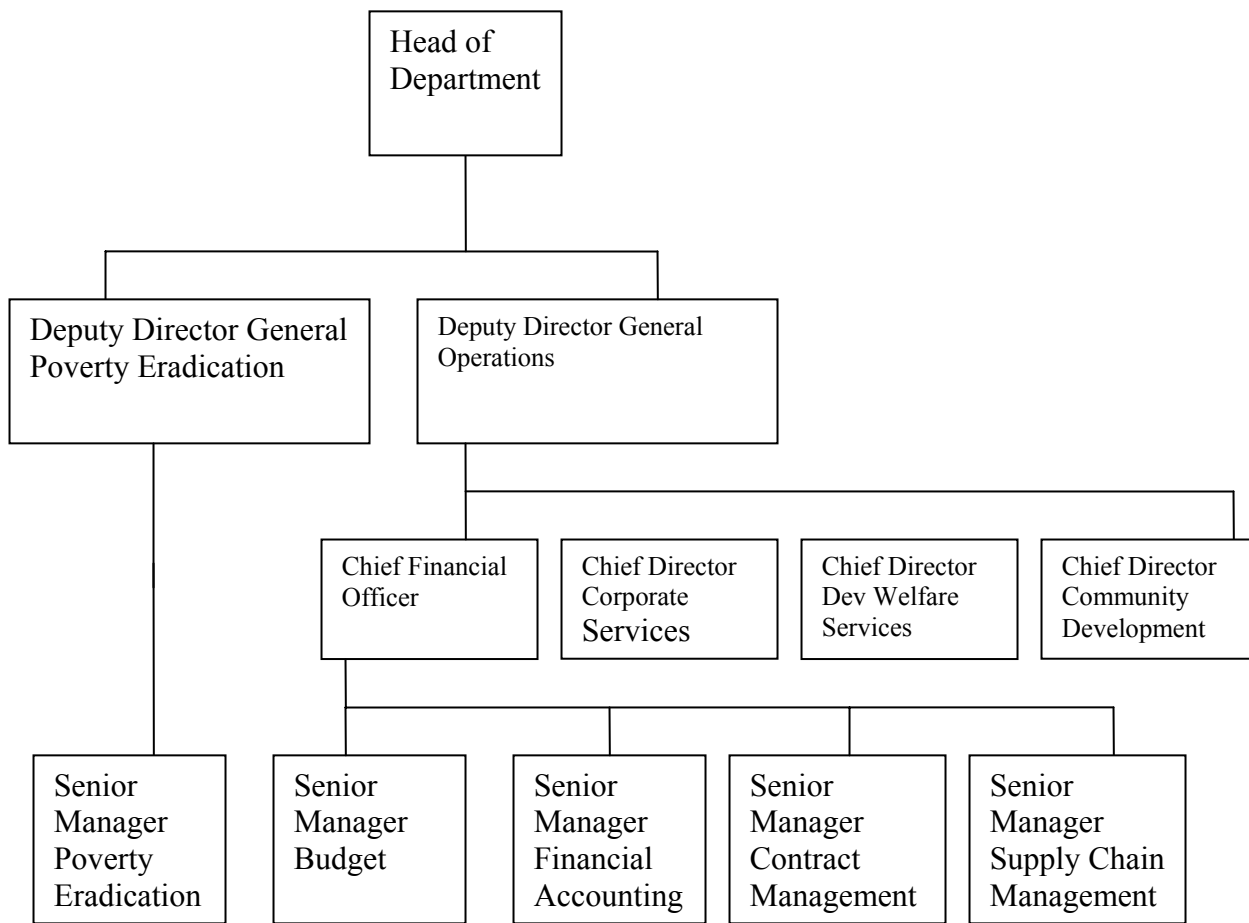 Head of
Department
Deputy Director General
Poverty Eradication
Deputy Director General
Operations
Chief Financial
Officer
Chief Director
Corporate
Services
Chief Director
Dev Welfare
Services
Chief Director
Community
Development
Senior
Manager
Poverty
Eradication
Senior
Manager
Budget
Senior
Manager
Financial
Accounting
Senior
Manager
Contract
Management
Senior
Manager
Supply Chain
Management